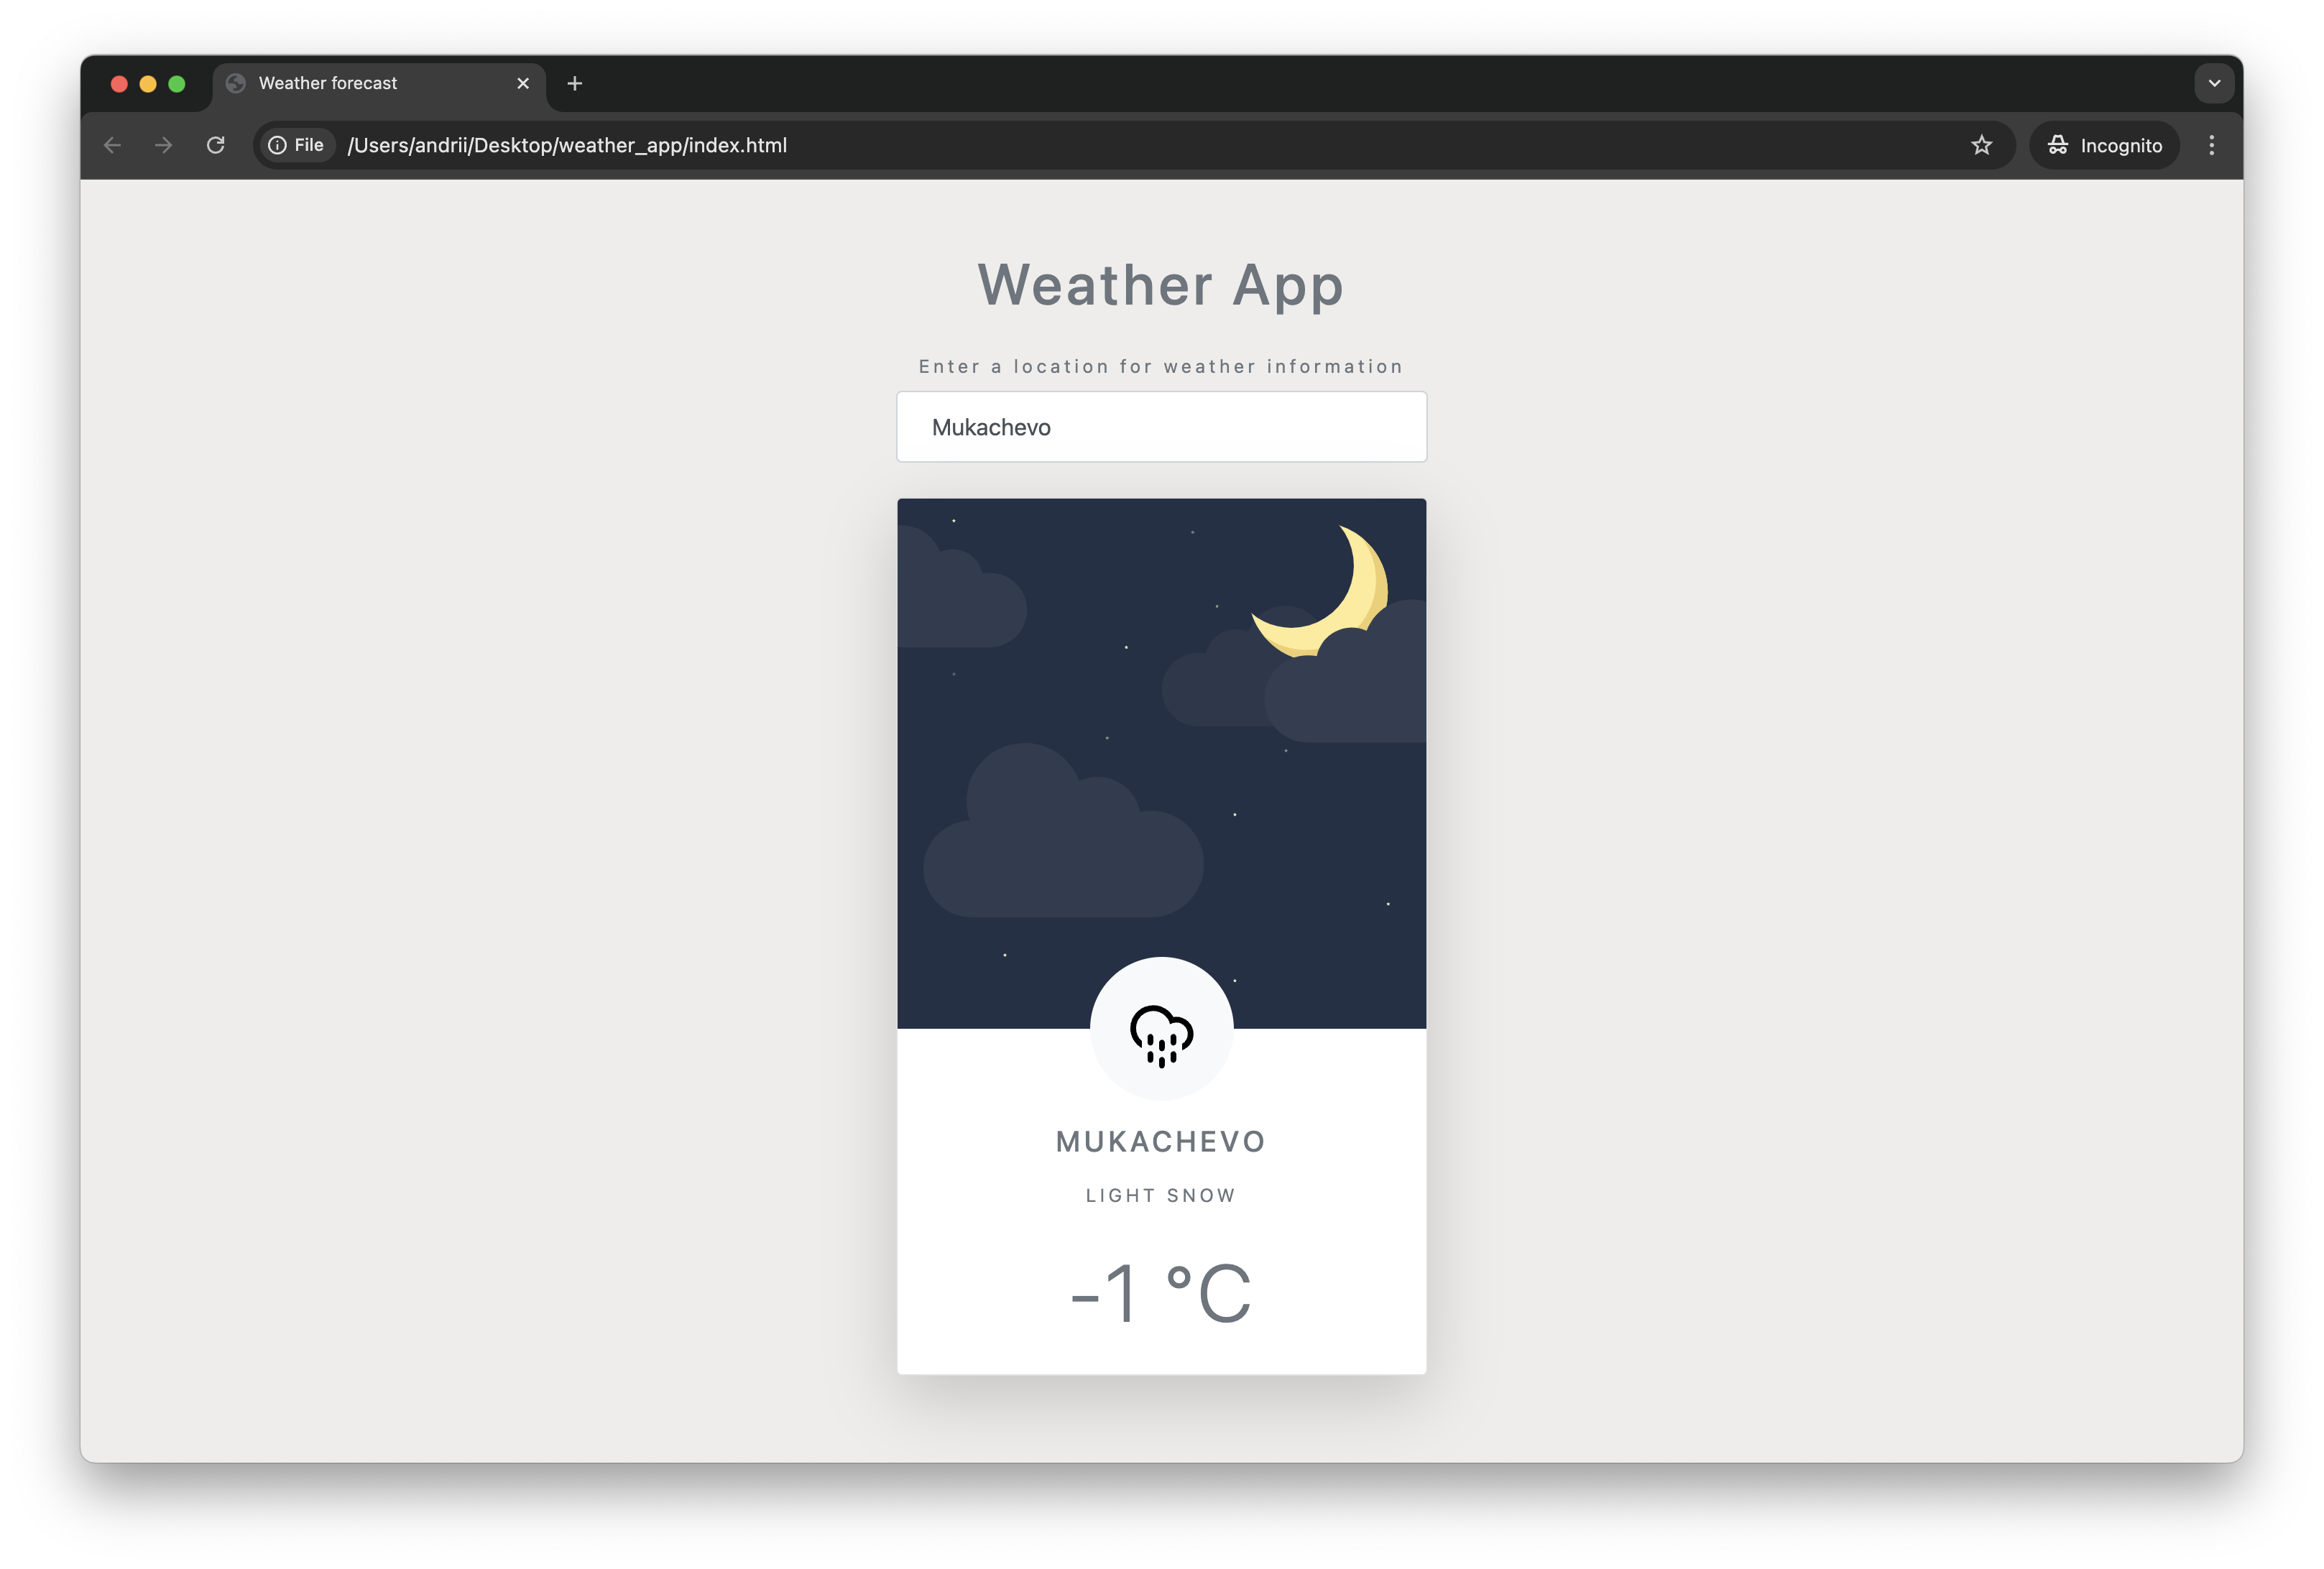 Weather forecast
File /Users/andrii/Desktop/weather_app/index.html Incognito
Weather App
Enter a location for weather information
Mukachevo
MUKACHEVO
LIGHT SNOW
-1 °C